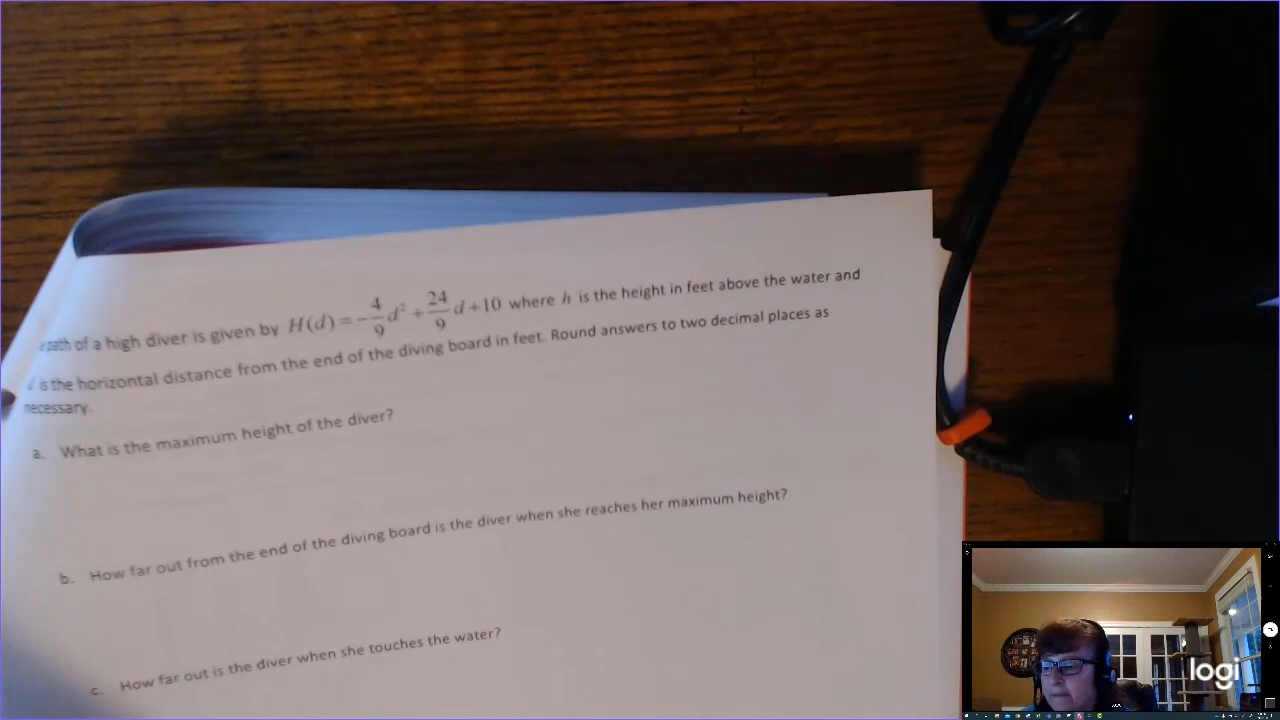 path of a high diver is given by H(d) = -4/9 d² + 24/9 d + 10 where h is the height in feet above the water and
d is the horizontal distance from the end of the diving board in feet. Round answers to two decimal places as
necessary.
a. What is the maximum height of the diver?
b. How far out from the end of the diving board is the diver when she reaches her maximum height?
c. How far out is the diver when she touches the water?
logi